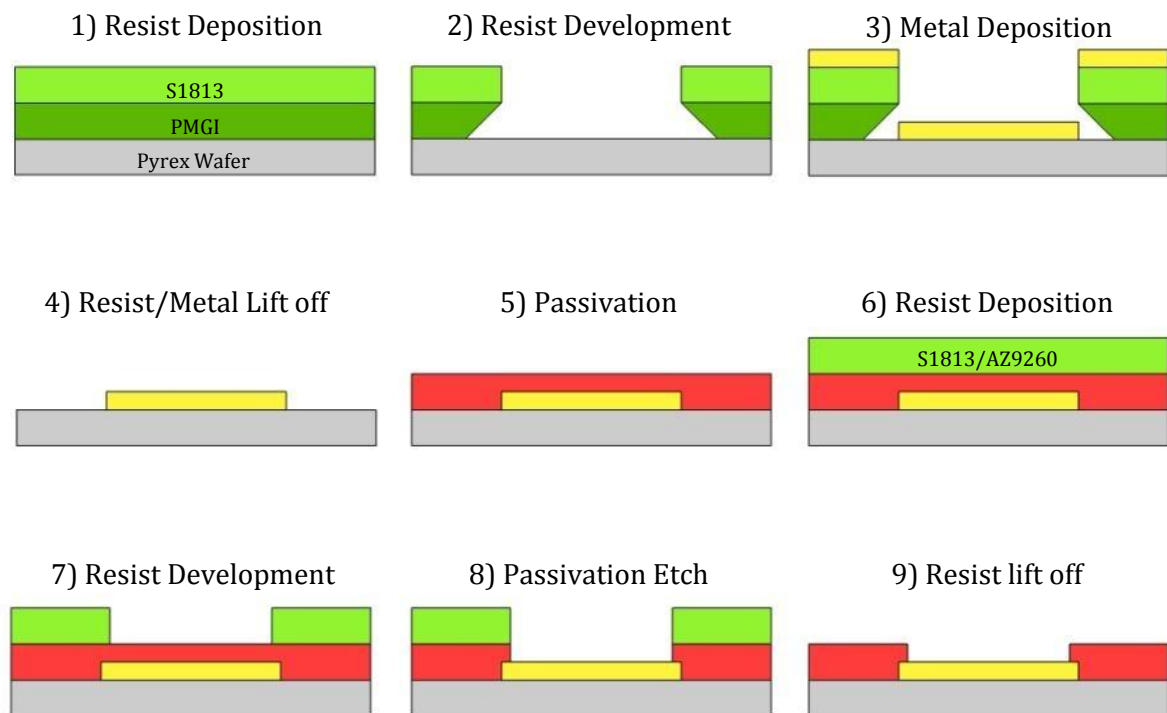 1) Resist Deposition
2) Resist Development
3) Metal Deposition
S1813
PMGI
Pyrex Wafer
4) Resist/Metal Lift off
5) Passivation
6) Resist Deposition
S1813/AZ9260
7) Resist Development
8) Passivation Etch
9) Resist lift off